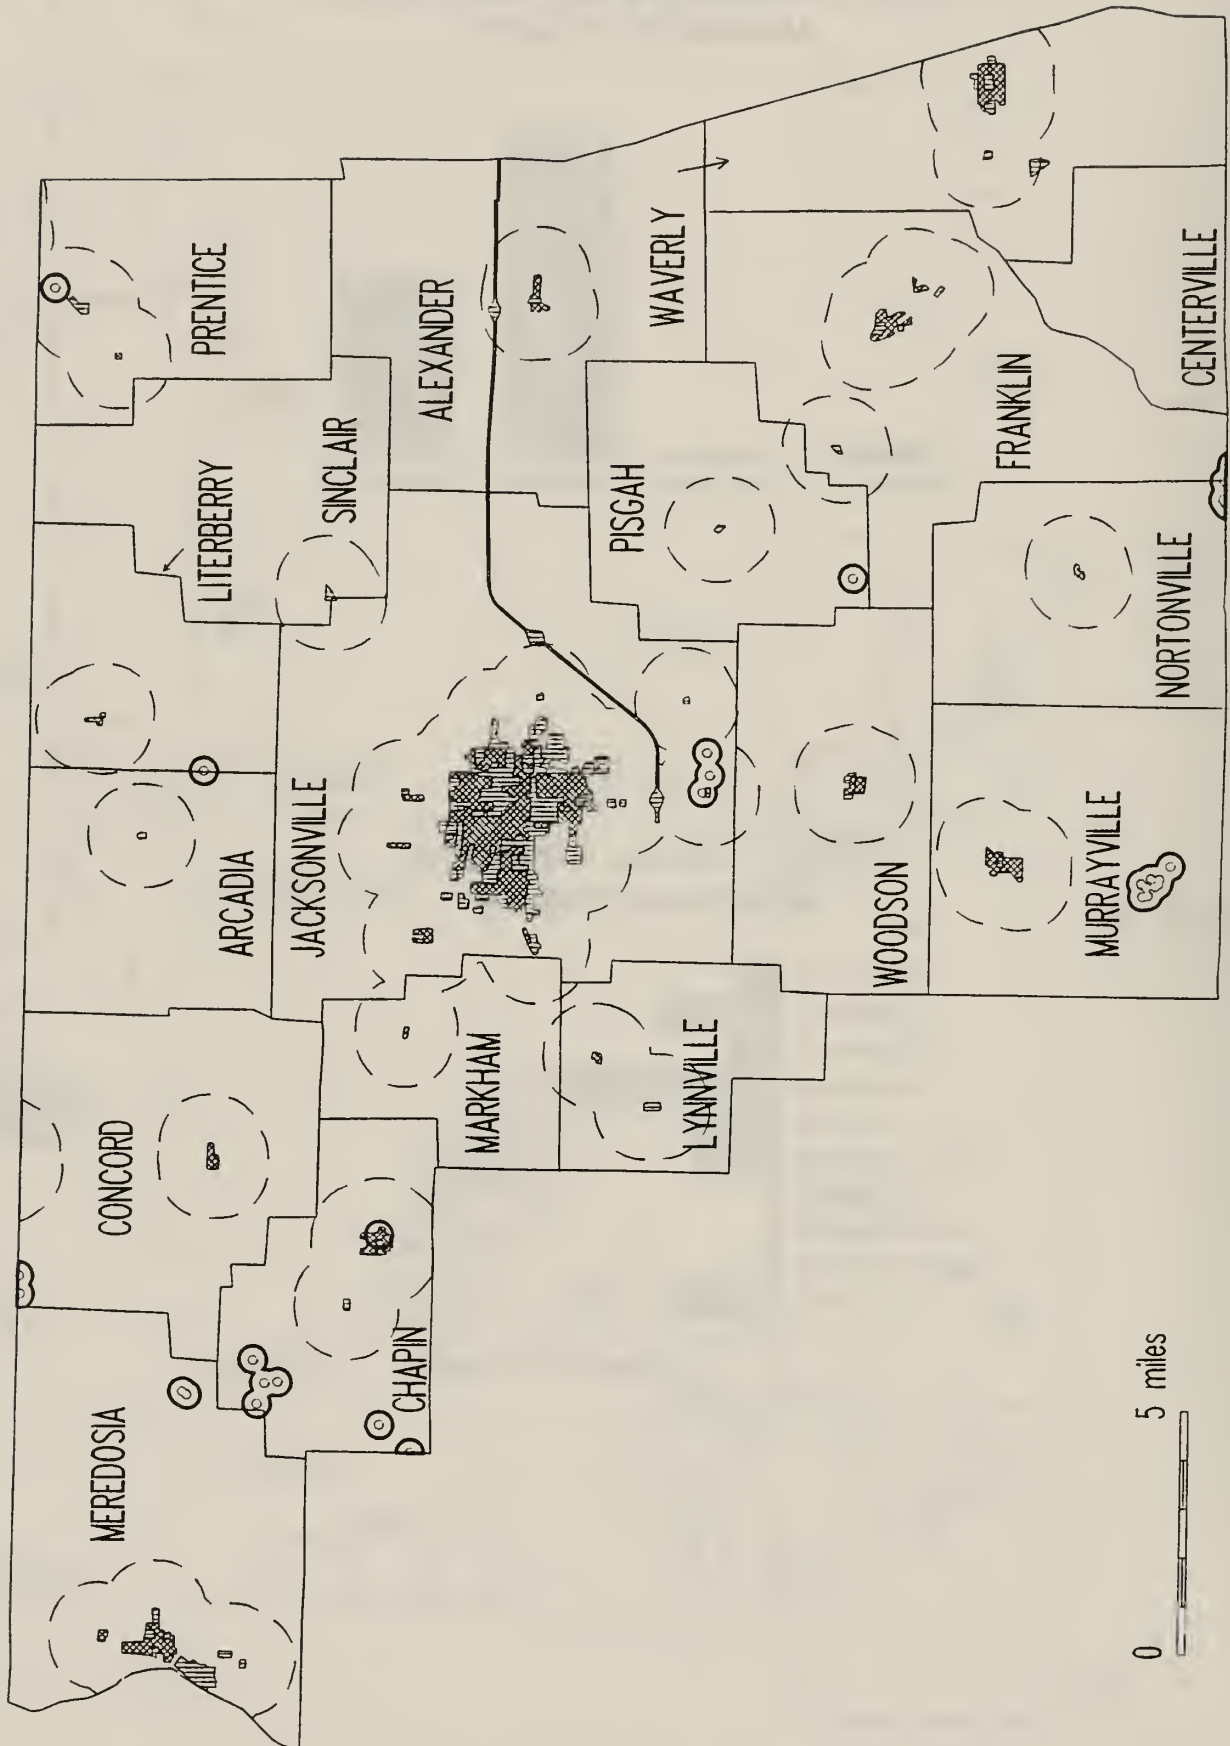 MEREDOSIA
CONCORD
ARCADIA
LITERBERRY
PRENTICE
SINCLAIR
JACKSONVILLE
CHAPIN
MARKHAM
ALEXANDER
LYNNVILLE
PISGAH
WAVERLY
WOODSON
FRANKLIN
MURRAYVILLE
NORTONVILLE
CENTERVILLE
0 5 miles